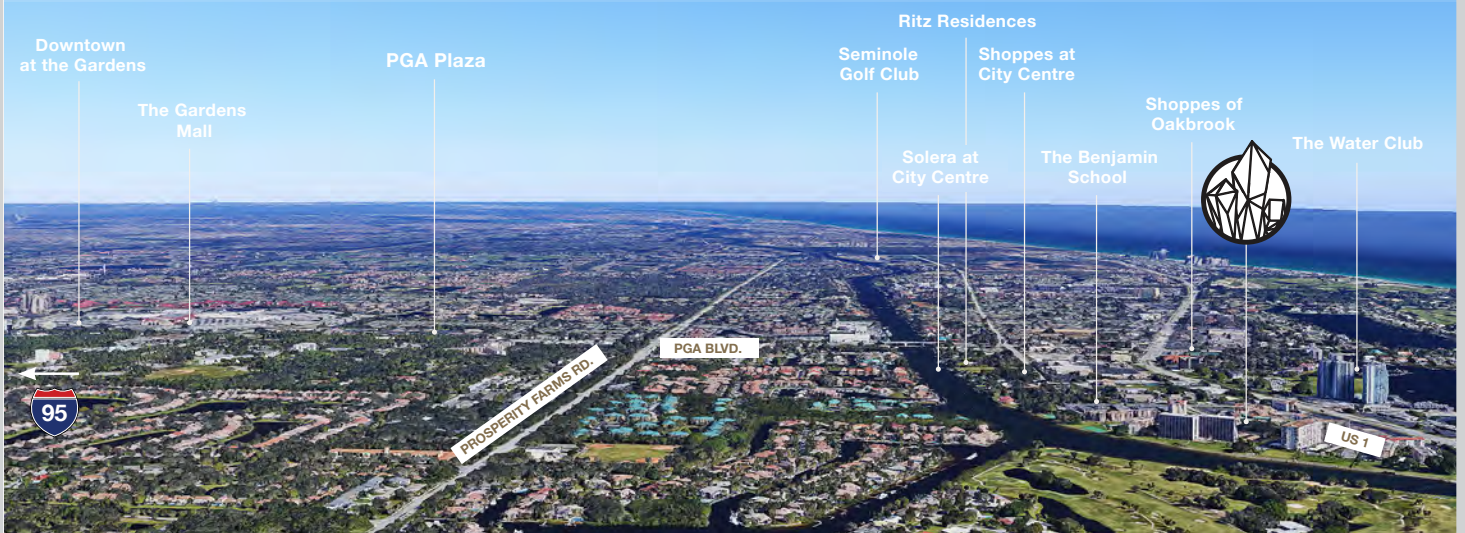 Ritz Residences
Downtown
at the Gardens
PGA Plaza
Seminole
Golf Club
Shoppes at
City Centre
The Gardens
Mall
Shoppes of
Oakbrook
The Water Club
Solera at
City Centre
The Benjamin
School
PGA BLVD.
PROSPERITY FARMS RD.
95
US 1